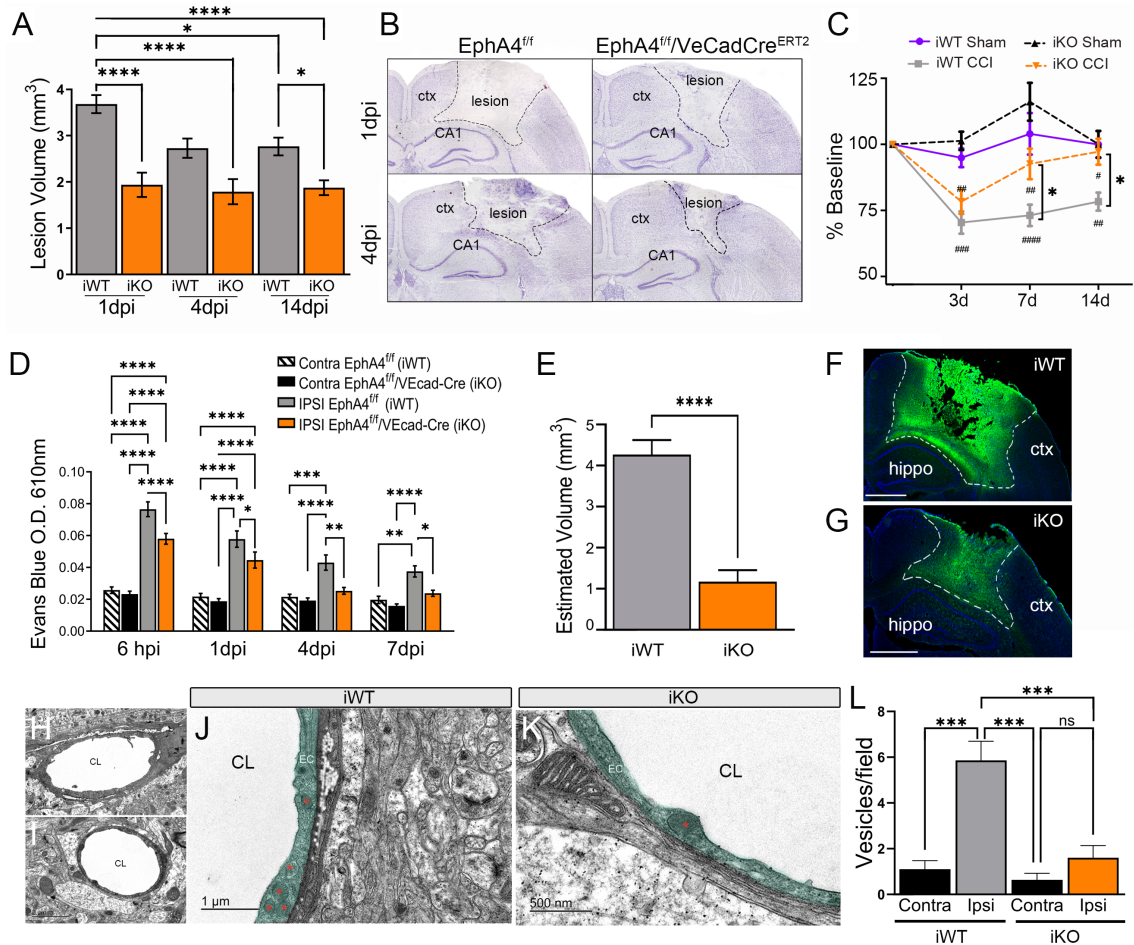 A
****
*
****
****
*
Lesion Volume (mm³)
4
3
2
1
0
iWT iKO iWT iKO iWT iKO
1dpi 4dpi 14dpi
B
EphA4f/f EphA4f/f/VeCadCreERT2
1dpi
ctx lesion CA1
ctx lesion CA1
4dpi
ctx lesion CA1
ctx lesion CA1
C
iWT Sham iKO Sham
iWT CCI iKO CCI
% Baseline
125
100
75
50
## ## #
* *
### #### ##
3d 7d 14d
D
Contra EphA4f/f (iWT)
Contra EphA4f/f/VEcad-Cre (iKO)
IPSI EphA4f/f (iWT)
IPSI EphA4f/f/VEcad-Cre (iKO)
****
****
****
****
****
****
****
****
****
*
***
****
**
****
**
*
Evans Blue O.D. 610nm
0.10
0.08
0.06
0.04
0.02
0.00
6 hpi 1dpi 4dpi 7dpi
E
****
Estimated Volume (mm³)
5
4
3
2
1
0
iWT iKO
F
iWT
ctx
hippo
G
iKO
ctx
hippo
iWT
iKO
H
CL
I
CL
J
CL
EC
1 µm
K
EC
CL
500 nm
L
***
*** *** ns
Vesicles/field
8
6
4
2
0
Contra Ipsi Contra Ipsi
iWT iKO